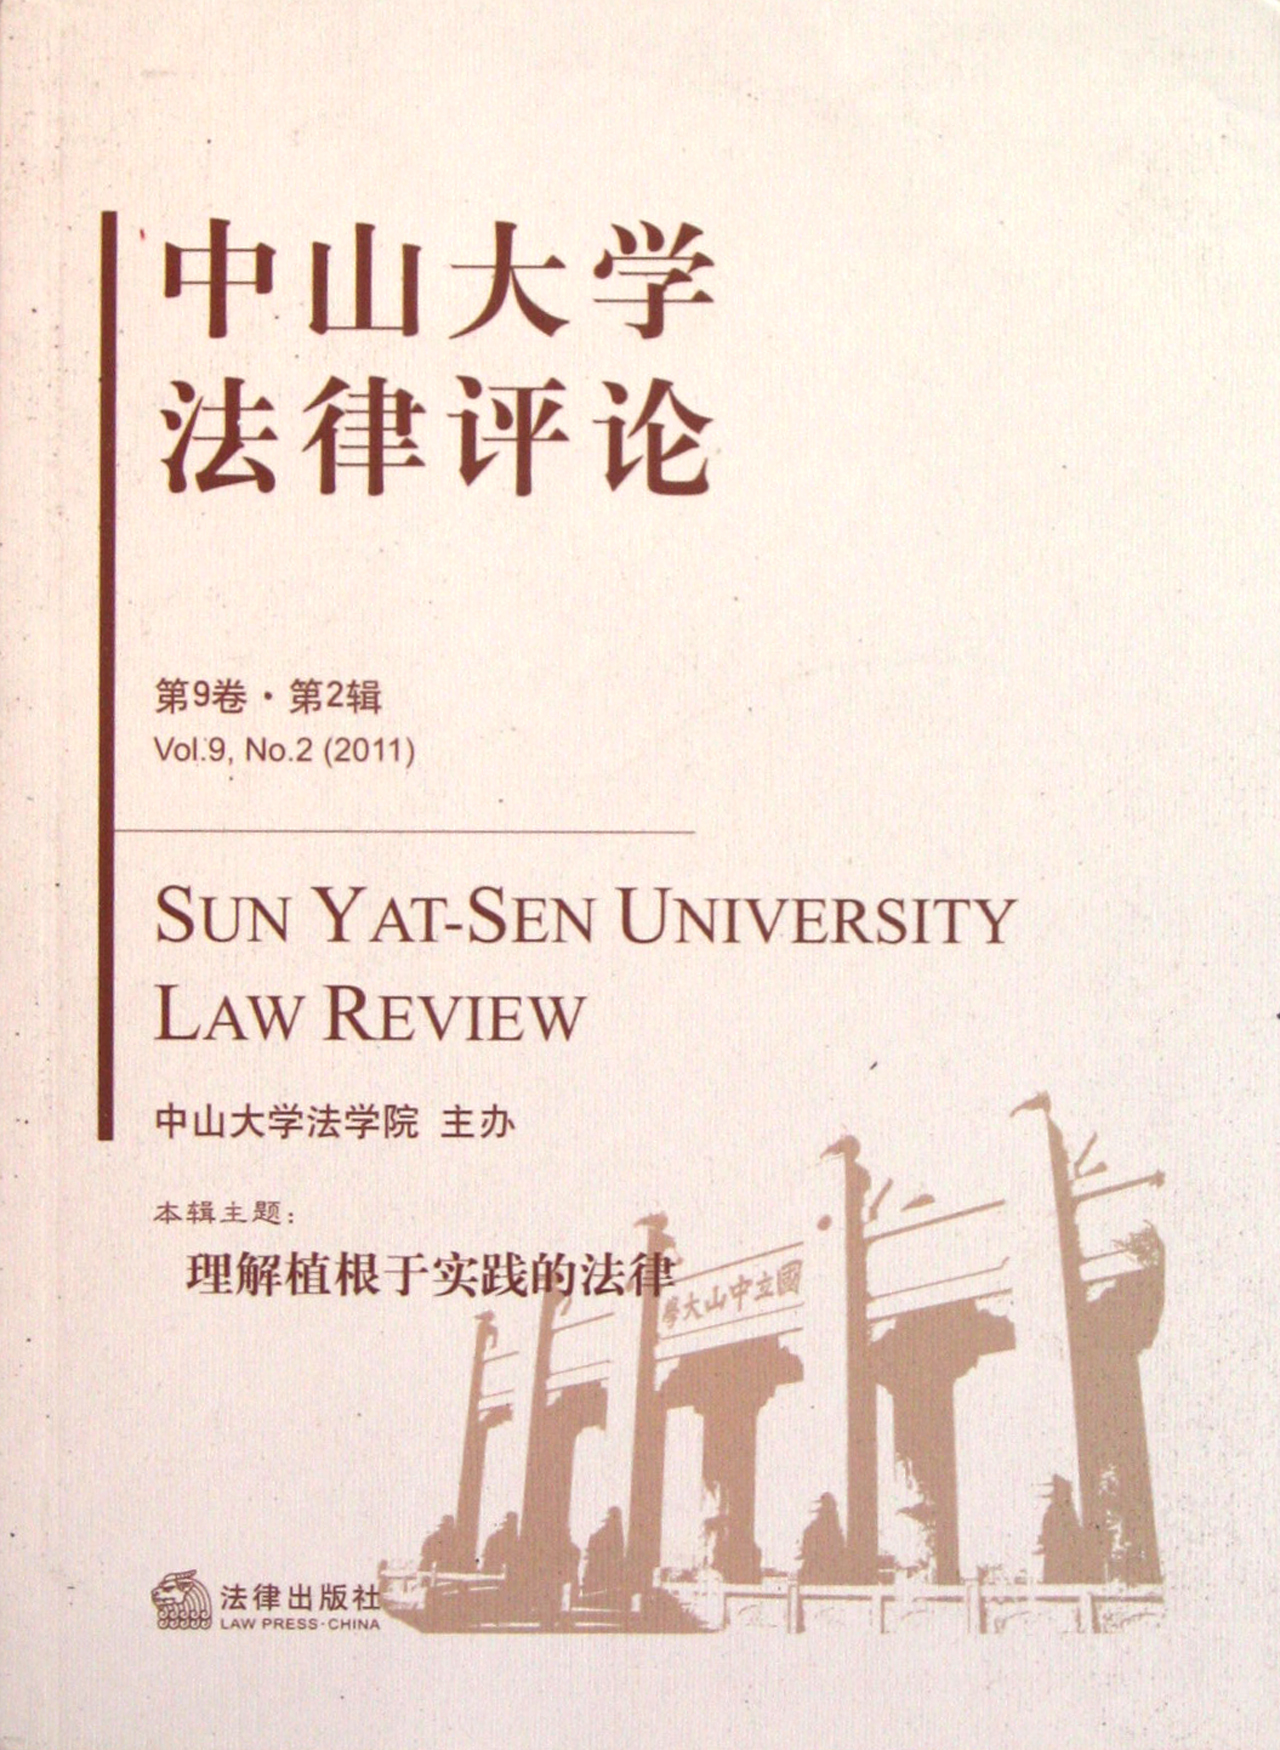 中山大学
法律评论
第9卷·第2辑
Vol.9, No.2 (2011)
SUN YAT-SEN UNIVERSITY
LAW REVIEW
中山大学法学院 主办
本辑主题：
理解植根于实践的法律
學大山中立國
法律出版社
LAW PRESS·CHINA